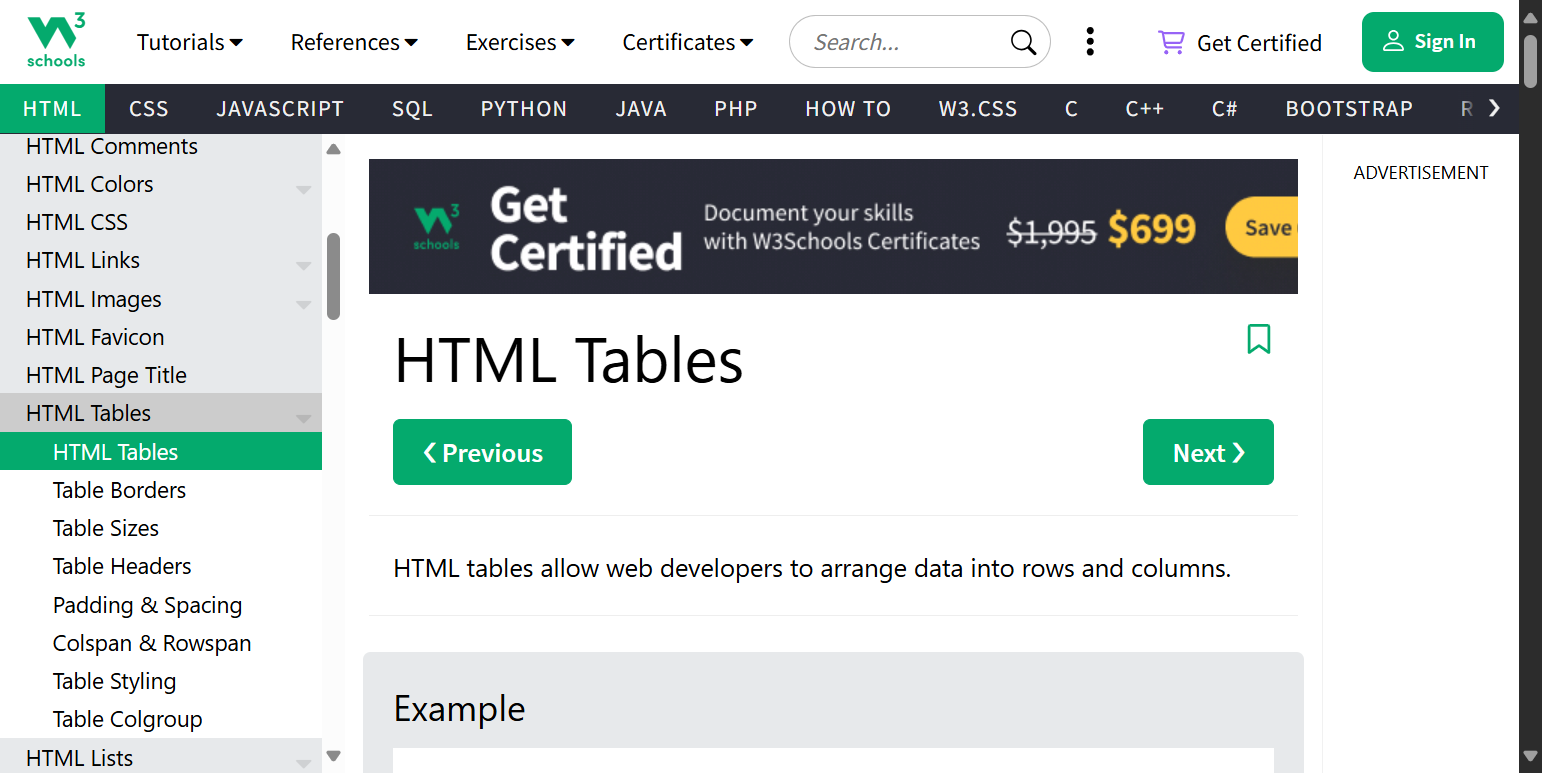 W3
schools
Tutorials
References
Exercises
Certificates
Search...
Get Certified
Sign In
HTML
CSS
JAVASCRIPT
SQL
PYTHON
JAVA
PHP
HOW TO
W3.CSS
C
C++
C#
BOOTSTRAP
R
❯
HTML Comments
HTML Colors
HTML CSS
HTML Links
HTML Images
HTML Favicon
HTML Page Title
HTML Tables
HTML Tables
Table Borders
Table Sizes
Table Headers
Padding & Spacing
Colspan & Rowspan
Table Styling
Table Colgroup
HTML Lists
W3
schools
Get
Certified
Document your skills
with W3Schools Certificates
$1,995 $699
Save
HTML Tables
❮ Previous
Next ❯
HTML tables allow web developers to arrange data into rows and columns.
Example
ADVERTISEMENT